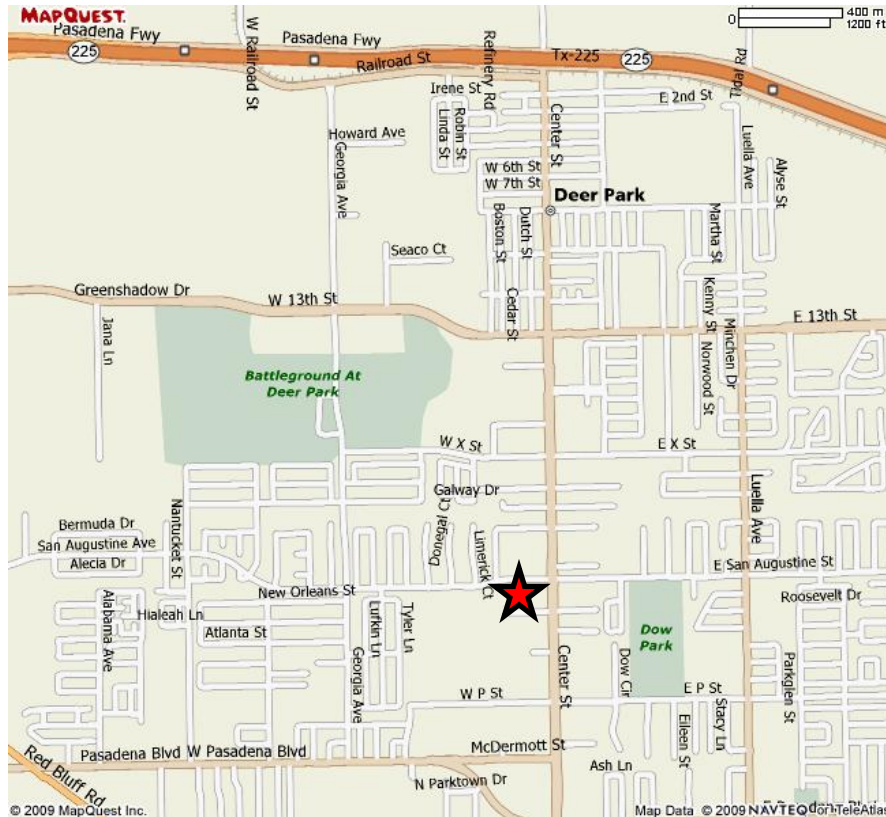 MAPQUEST.
400 m
0
1200 ft
Pasadena Fwy
225
W Railroad St
Pasadena Fwy
Railroad St
Refinery Rd
Tx-225
225
Tidal Rd
Irene St
Linda St
Robin St
Center St
E 2nd St
Howard Ave
Georgia Ave
W 6th St
W 7th St
Deer Park
Luella Ave
Alyse St
Boston St
Dutch St
Martha St
Seaco Ct
Cedar St
Kenny St
Greenshadow Dr
W 13th St
E 13th St
Jana Ln
Minchen Dr
Norwood St
Battleground At
Deer Park
W X St
E X St
Galway Dr
Donegal Ct
Luella Ave
Nantucket St
Bermuda Dr
San Augustine Ave
Alecia Dr
Limerick Ct
E San Augustine St
New Orleans St
Roosevelt Dr
Alabama Ave
Hialeah Ln
Atlanta St
Lufkin Ln
Tyler Ln
Dow
Park
Georgia Ave
Center St
Dow Cir
Parkglen St
W P St
E P St
Eileen St
Stacy Ln
Pasadena Blvd
W Pasadena Blvd
McDermott St
Red Bluff Rd
N Parktown Dr
Ash Ln
© 2009 MapQuest Inc.
Map Data © 2009 NAVTEQ or TeleAtlas